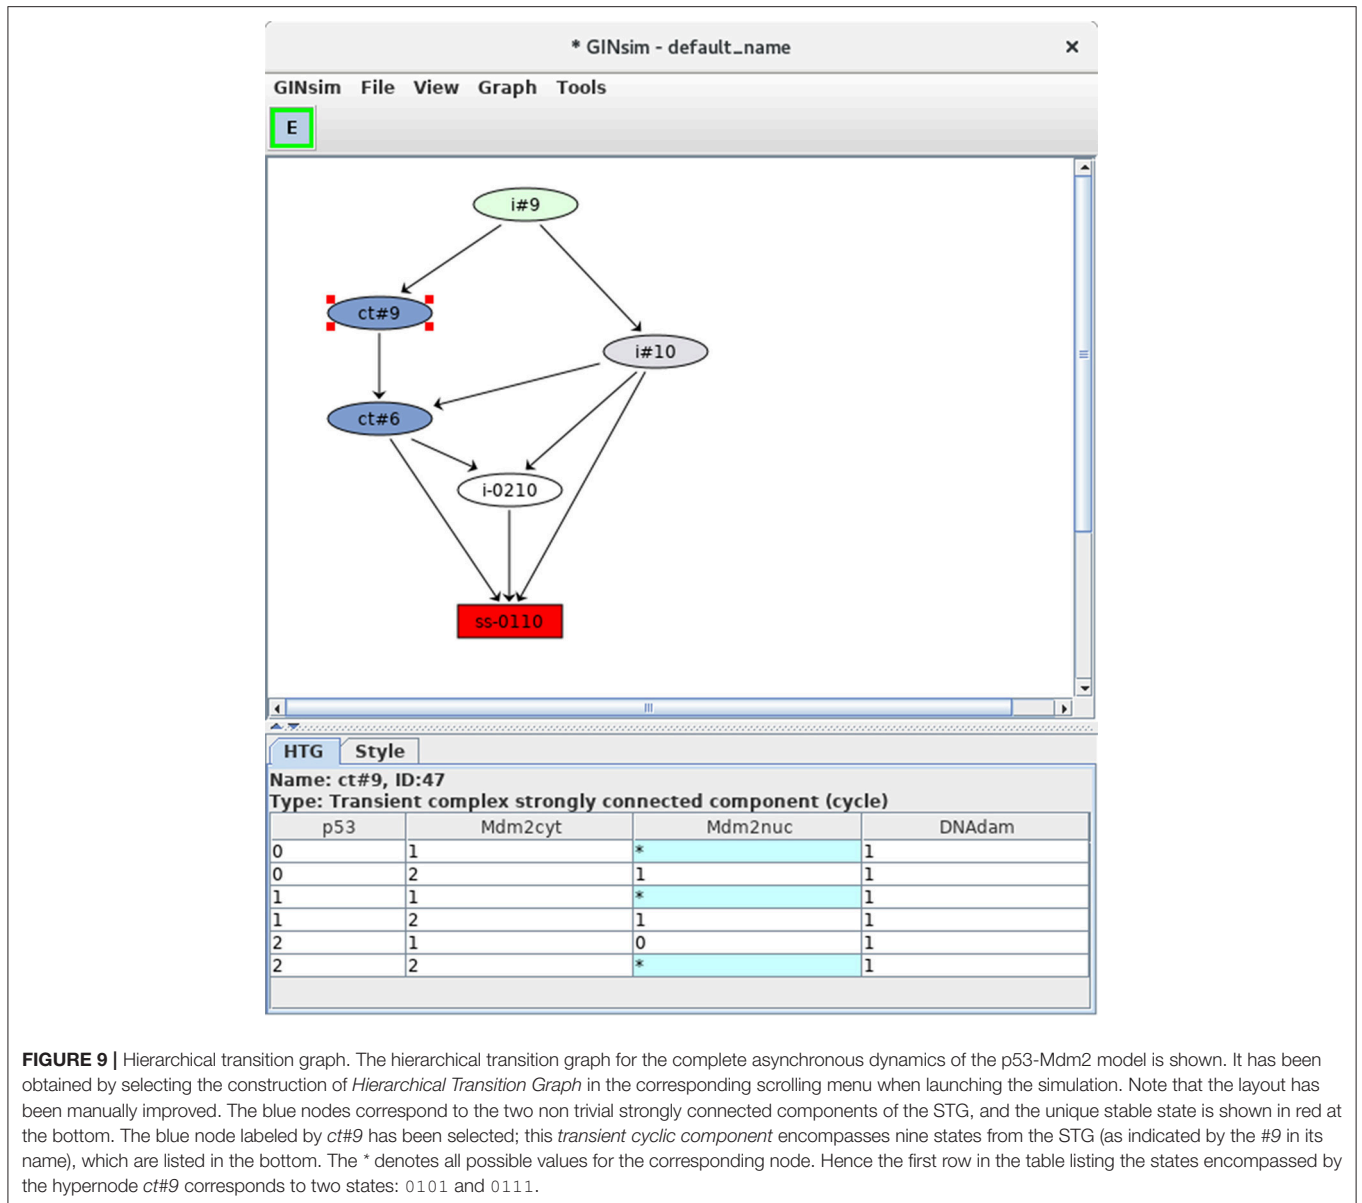 * GINsim - default_name
×
GINsim File View Graph Tools
E
i#9
ct#9
i#10
ct#6
i-0210
ss-0110
HTG Style
Name: ct#9, ID:47
Type: Transient complex strongly connected component (cycle)
p53 Mdm2cyt Mdm2nuc DNAdam
0 1 * 1
0 2 1 1
1 1 * 1
1 2 1 1
2 1 0 1
2 2 * 1
FIGURE 9 | Hierarchical transition graph. The hierarchical transition graph for the complete asynchronous dynamics of the p53-Mdm2 model is shown. It has been
obtained by selecting the construction of Hierarchical Transition Graph in the corresponding scrolling menu when launching the simulation. Note that the layout has
been manually improved. The blue nodes correspond to the two non trivial strongly connected components of the STG, and the unique stable state is shown in red at
the bottom. The blue node labeled by ct#9 has been selected; this transient cyclic component encompasses nine states from the STG (as indicated by the #9 in its
name), which are listed in the bottom. The * denotes all possible values for the corresponding node. Hence the first row in the table listing the states encompassed by
the hypernode ct#9 corresponds to two states: 0101 and 0111.